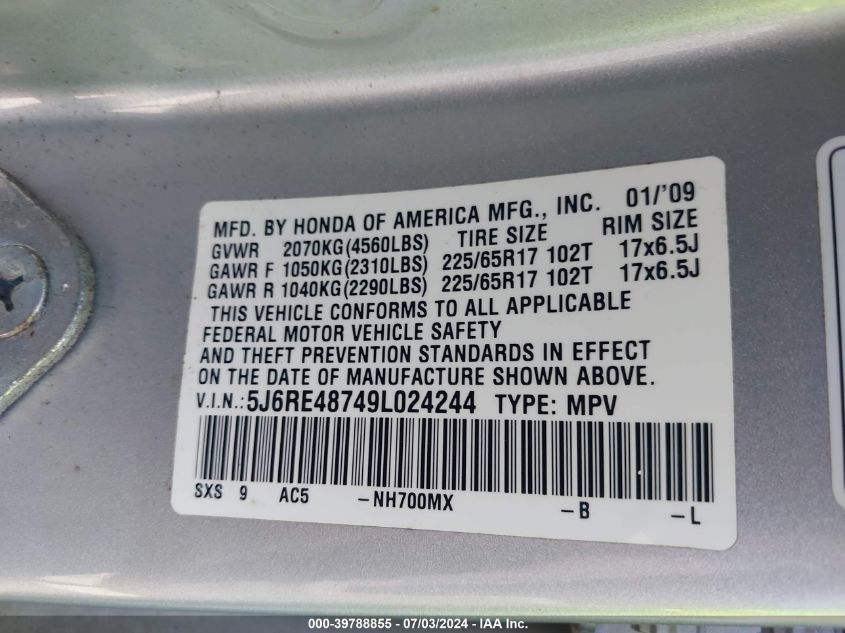 MFD. BY HONDA OF AMERICA MFG., INC. 01/'09
GVWR 2070KG(4560LBS) TIRE SIZE RIM SIZE
GAWR F 1050KG(2310LBS) 225/65R17 102T 17x6.5J
GAWR R 1040KG(2290LBS) 225/65R17 102T 17x6.5J
THIS VEHICLE CONFORMS TO ALL APPLICABLE
FEDERAL MOTOR VEHICLE SAFETY
AND THEFT PREVENTION STANDARDS IN EFFECT
ON THE DATE OF MANUFACTURE SHOWN ABOVE.
V.I.N.: 5J6RE48749L024244 TYPE: MPV
SXS 9 AC5 -NH700MX -B -L
000-39788855 - 07/03/2024 - IAA Inc.